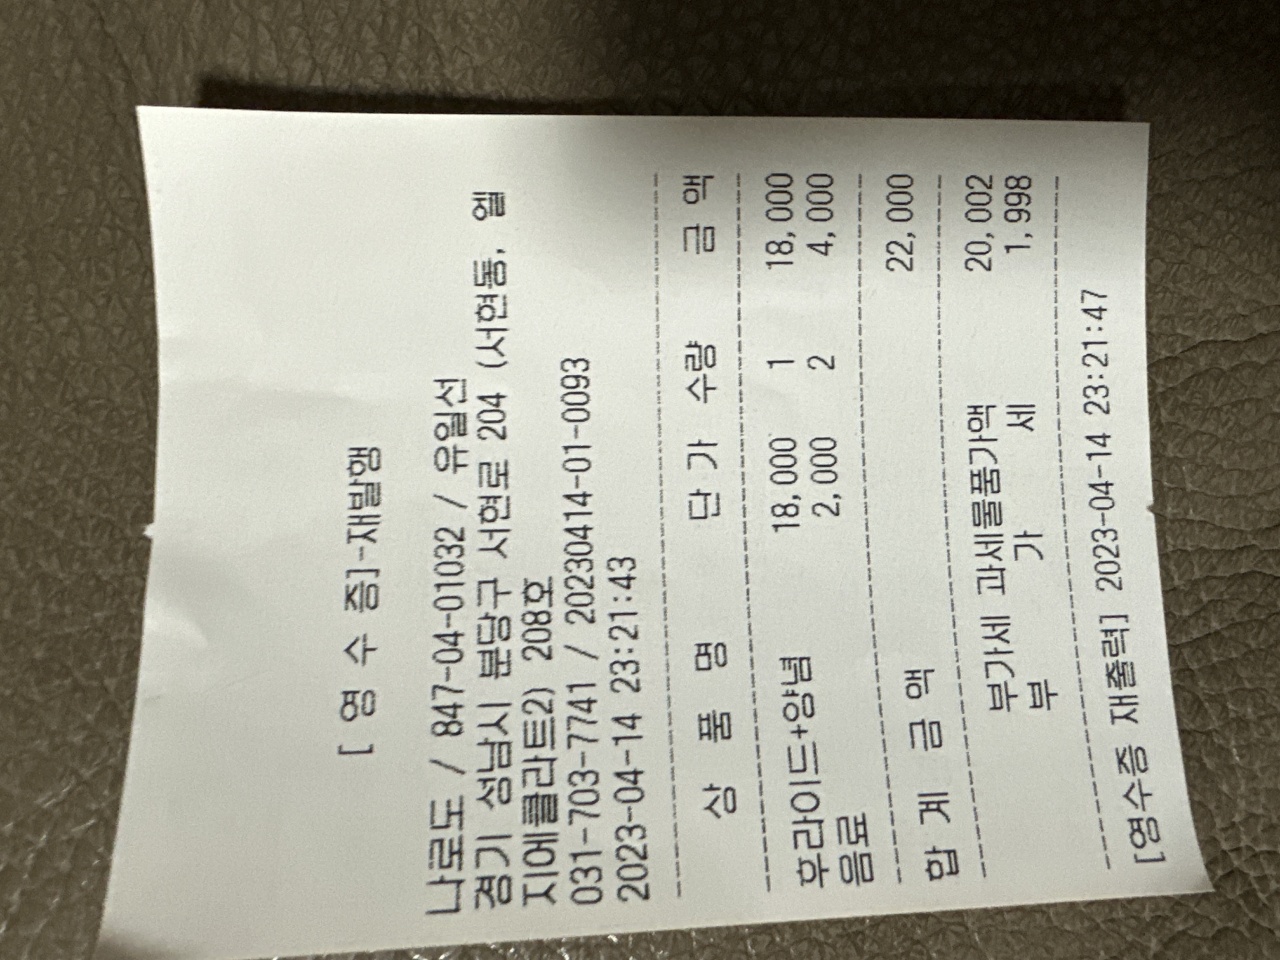 [ 영 수 증]-재발행
나로도 / 847-04-01032 / 유일선
경기 성남시 분당구 서현로 204 (서현동, 엘
지에클라트2) 208호
031-703-7741 / 20230414-01-0093
2023-04-14 23:21:43
상 품 명 단 가 수량 금 액
후라이드+양념 18,000 1 18,000
음료 2,000 2 4,000
합 계 금 액 22,000
부가세 과세물품가액 20,002
부 가 세 1,998
[영수증 재출력] 2023-04-14 23:21:47